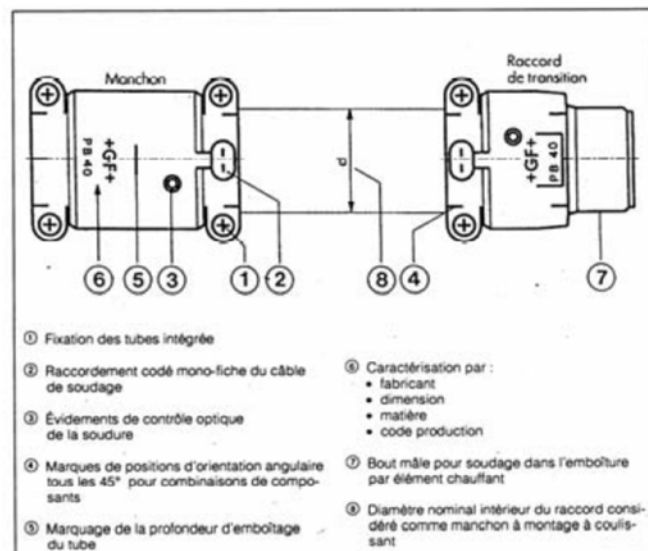 Manchon
Raccord
de transition
+GF+
PB 40
d
+GF+
PB 40
⑥ ⑤ ③ ① ② ⑧ ④ ⑦
① Fixation des tubes intégrée
② Raccordement codé mono-fiche du câble
de soudage
③ Évidements de contrôle optique
de la soudure
④ Marques de positions d'orientation angulaire
tous les 45° pour combinaisons de compo-
sants
⑤ Marquage de la profondeur d'emboîtage
du tube
⑥ Caractérisation par :
• fabricant
• dimension
• matière
• code production
⑦ Bout mâle pour soudage dans l'emboîture
par élément chauffant
⑧ Diamètre nominal intérieur du raccord consi-
déré comme manchon à montage à coulis-
sant